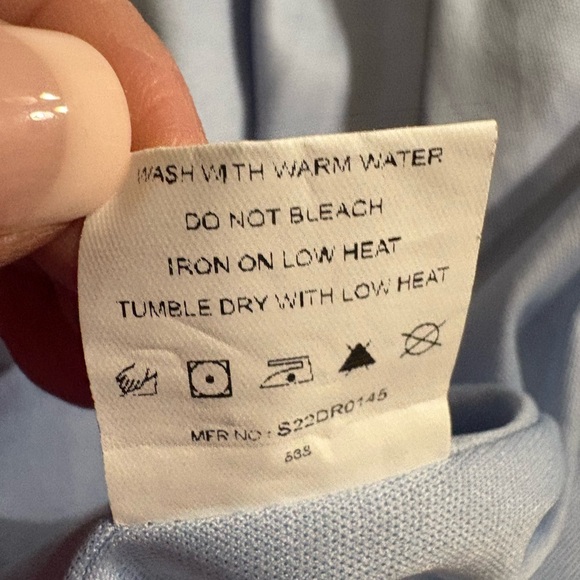 WASH WITH WARM WATER
DO NOT BLEACH
IRON ON LOW HEAT
TUMBLE DRY WITH LOW HEAT
MFR NO : S22DR0145